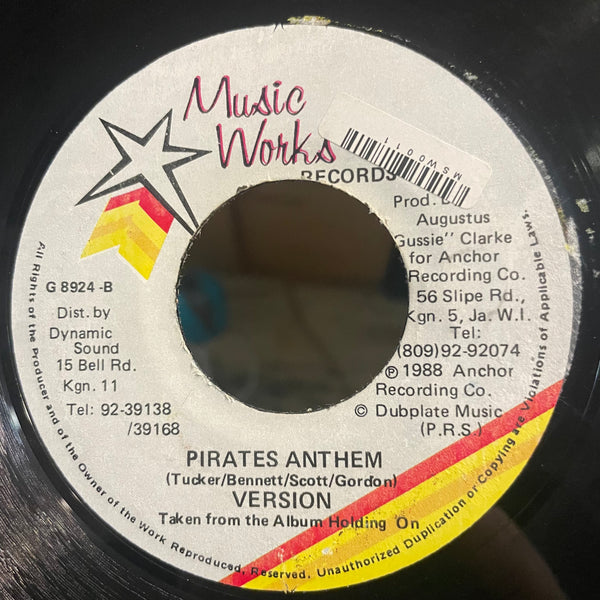 Music
Works
RECORDS
MSW0011
Prod.
Augustus
Gussie" Clarke
for Anchor
Recording Co.
56 Slipe Rd.,
Kgn. 5, Ja. W.I.
Tel:
(809)92-92074
℗ 1988 Anchor
Recording Co.
© Dubplate Music
(P.R.S.)
G 8924 -B
Dist. by
Dynamic
Sound
15 Bell Rd.
Kgn. 11
Tel: 92-39138
/39168
PIRATES ANTHEM
(Tucker/Bennett/Scott/Gordon)
VERSION
Taken from the Album Holding On
All Rights of the Producer and of the Owner of the Work Reproduced, Reserved. Unauthorized Duplication or Copying are Violations of Applicable Laws.